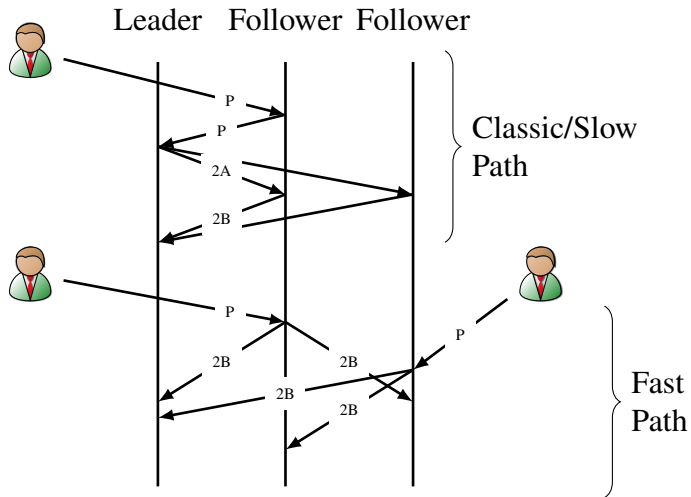 Leader Follower Follower
P
P
2A
2B
Classic/Slow
Path
P
P
2B
2B
2B
2B
Fast
Path